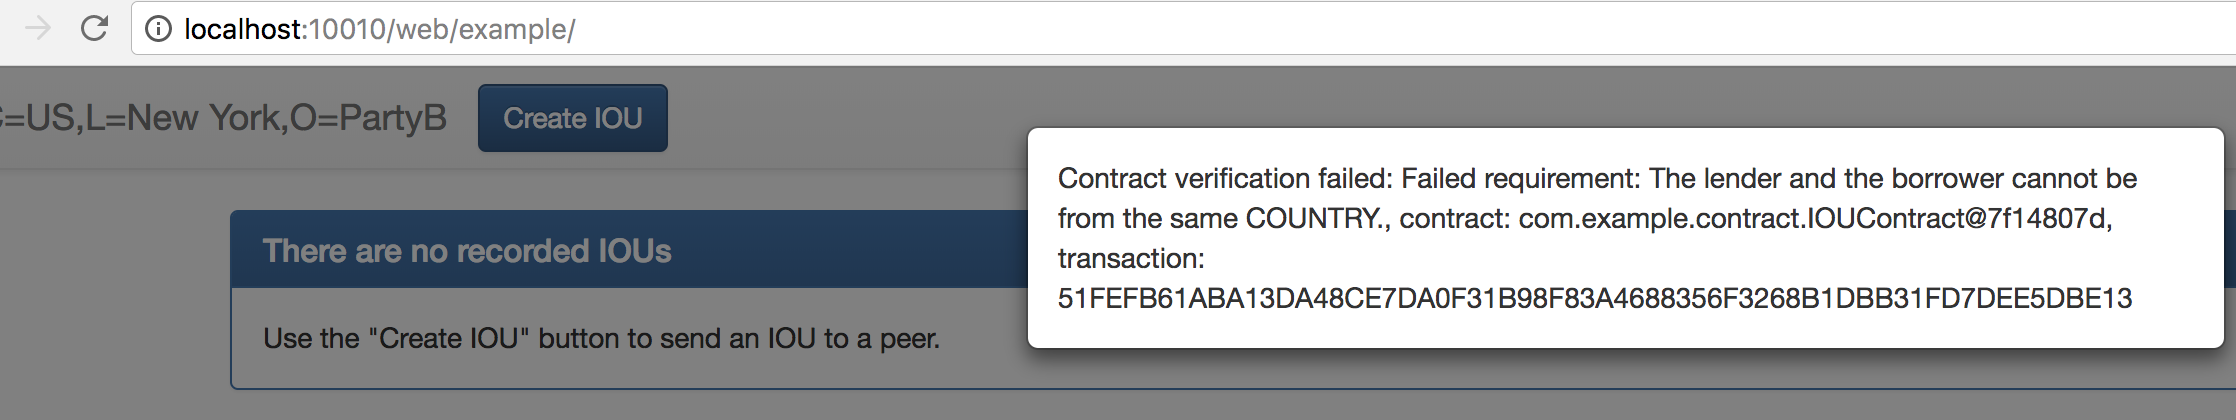 localhost:10010/web/example/
=US,L=New York,O=PartyB
Create IOU
Contract verification failed: Failed requirement: The lender and the borrower cannot be
from the same COUNTRY., contract: com.example.contract.IOUContract@7f14807d,
transaction:
51FEFB61ABA13DA48CE7DA0F31B98F83A4688356F3268B1DBB31FD7DEE5DBE13
There are no recorded IOUs
Use the "Create IOU" button to send an IOU to a peer.